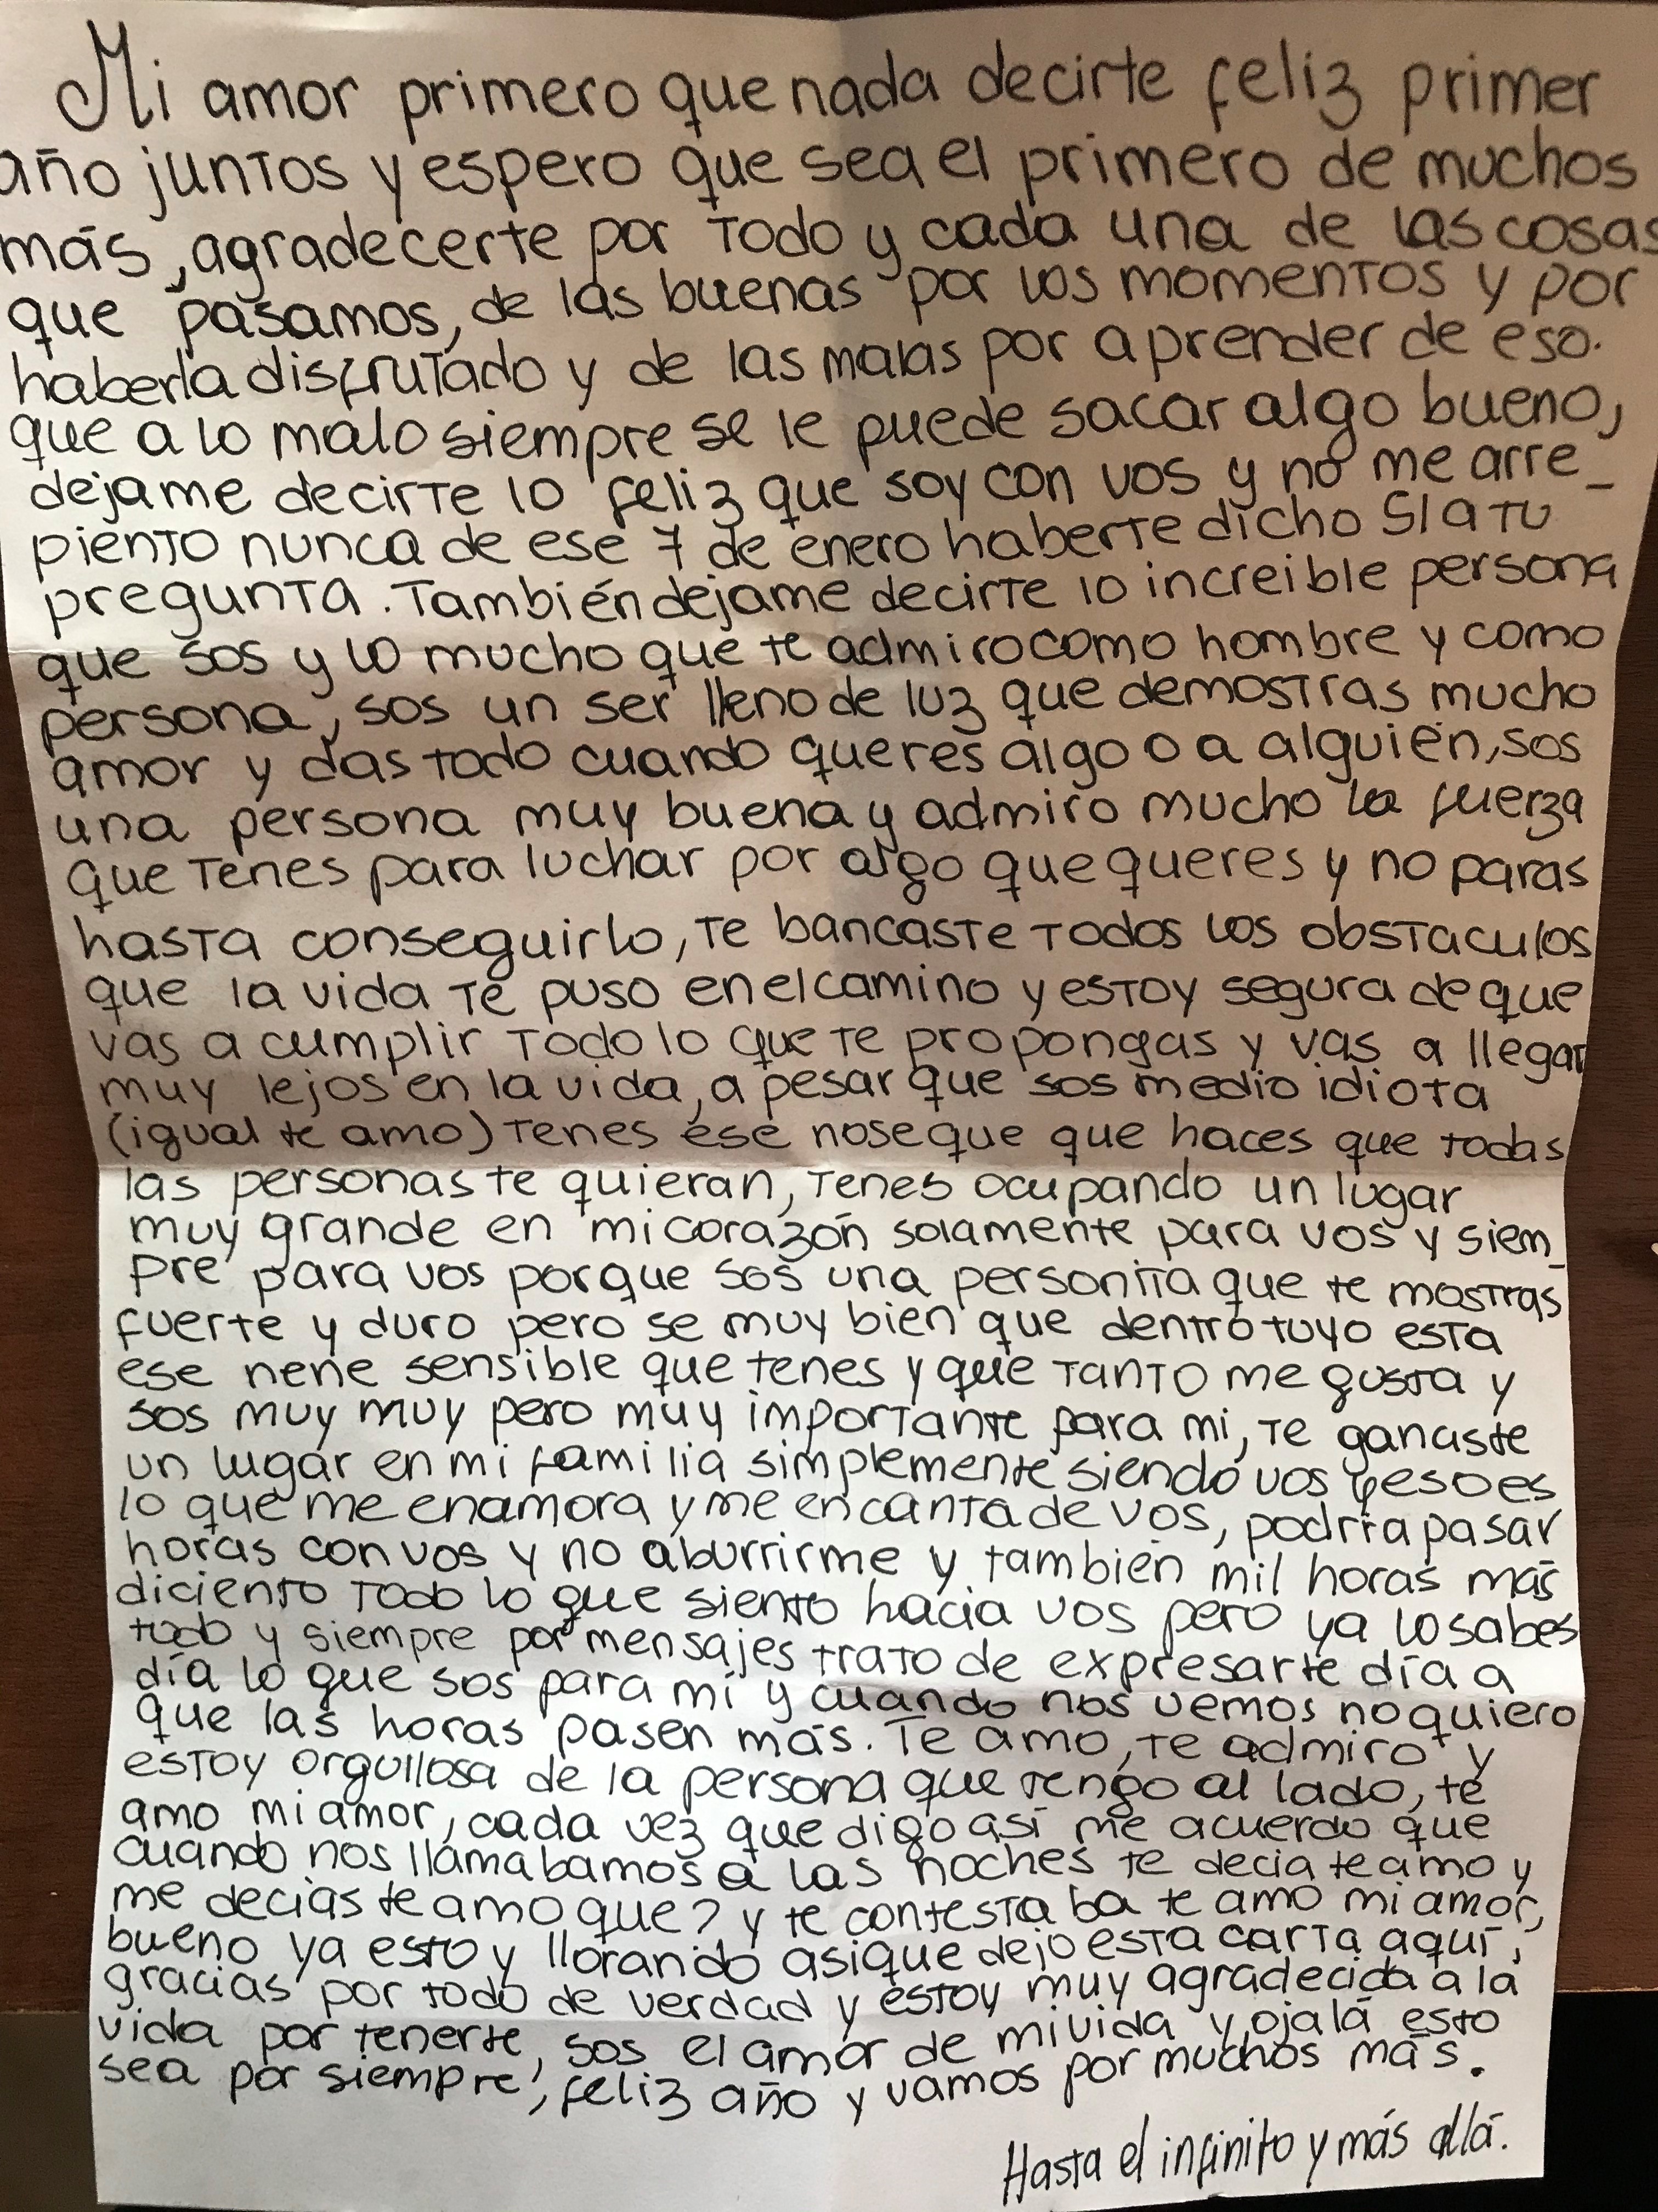 Mi amor primero que nada decirte feliz primer
año juntos y espero que sea el primero de muchos
más, agradecerte por todo y cada una de las cosas
que pasamos, de las buenas por los momentos y por
haberla disfrutado y de las malas por aprender de eso.
que a lo malo siempre se le puede sacar algo bueno,
dejame decirte lo feliz que soy con vos y no me arre_
piento nunca de ese 7 de enero haberte dicho SI a tu
pregunta. También dejame decirte lo increible persona
que sos y lo mucho que te admiro como hombre y como
persona, sos un ser lleno de luz que demostras mucho
amor y das todo cuando queres algo o a alguién, sos
una persona muy buena y admiro mucho la fuerza
que tenes para luchar por algo que queres y no paras
hasta conseguirlo, te bancaste todos los obstaculos
que la vida te puso en el camino y estoy segura de que
vas a cumplir todo lo que te propongas y vas a llegar
muy lejos en la vida, a pesar que sos medio idiota
(igual te amo) tenes ese noseque que haces que todas
las personas te quieran, tenes ocupando un lugar
muy grande en mi corazón solamente para vos y siem_
pre para vos porque sos una personita que te mostras
fuerte y duro pero se muy bien que dentro tuyo esta
ese nene sensible que tenes y que tanto me gusta y
sos muy muy pero muy importante para mi, te ganaste
un lugar en mi familia simplemente siendo vos y eso es
lo que me enamora y me encanta de vos, podría pasar
horas con vos y no aburrirme y también mil horas más
diciento todo lo que siento hacia vos pero ya lo sabes
todo y siempre por mensajes trato de expresarte día a
día lo que sos para mí y cuando nos vemos no quiero
que las horas pasen más. Te amo, te admiro y
estoy orgullosa de la persona que tengo al lado, te
amo mi amor, cada vez que digo así me acuerdo que
cuando nos llamabamos a las noches te decia te amo y
me decias te amo que? y te contestaba te amo mi amor,
bueno ya estoy llorando asique dejo esta carta aquí,
gracias por todo de verdad y estoy muy agradecida a la
vida por tenerte, sos el amor de mi vida y ojalá esto
sea por siempre, feliz año y vamos por muchos más.
Hasta el infinito y más allá.